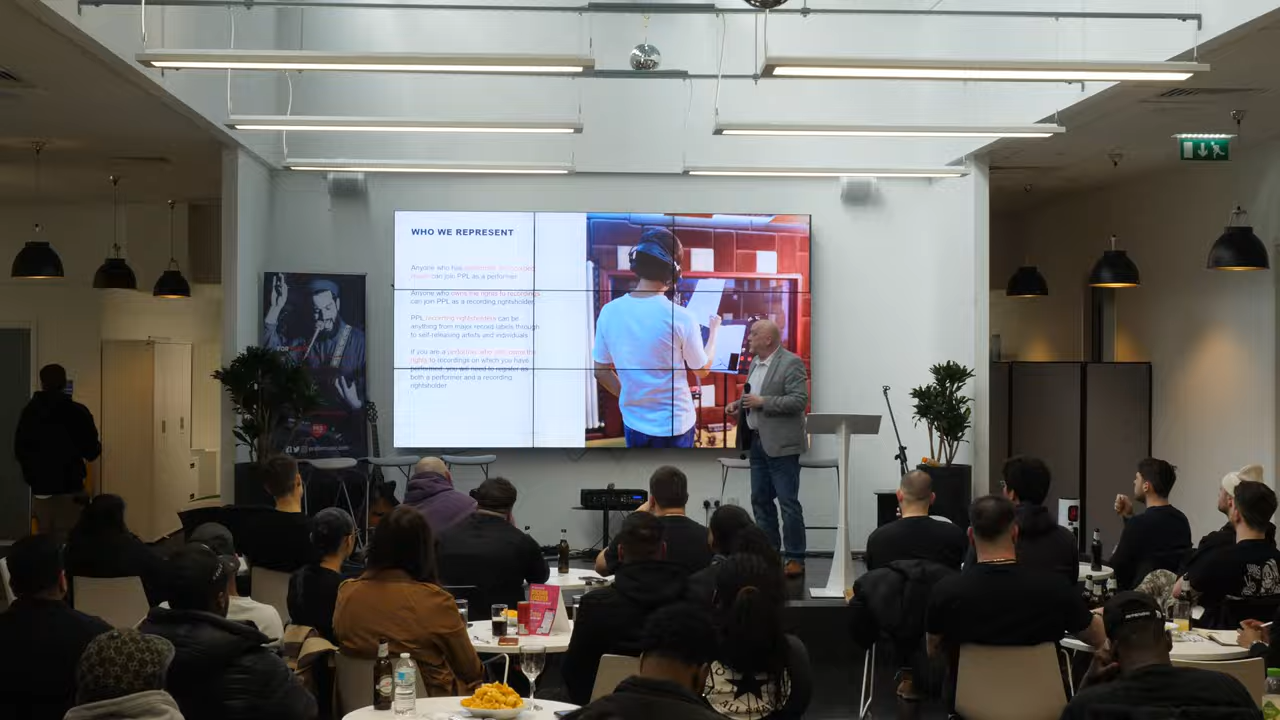 WHO WE REPRESENT
Anyone who has
can join PPL as a performer
Anyone who owns the rights to recordings
can join PPL as a recording rightsholder
PPL recording rightsholders can be
anything from major record labels through
to self-releasing artists and individuals
If you are a performer who also owns the
rights to recordings on which you have
performed, you will need to register as
both a performer and a recording
rightsholder